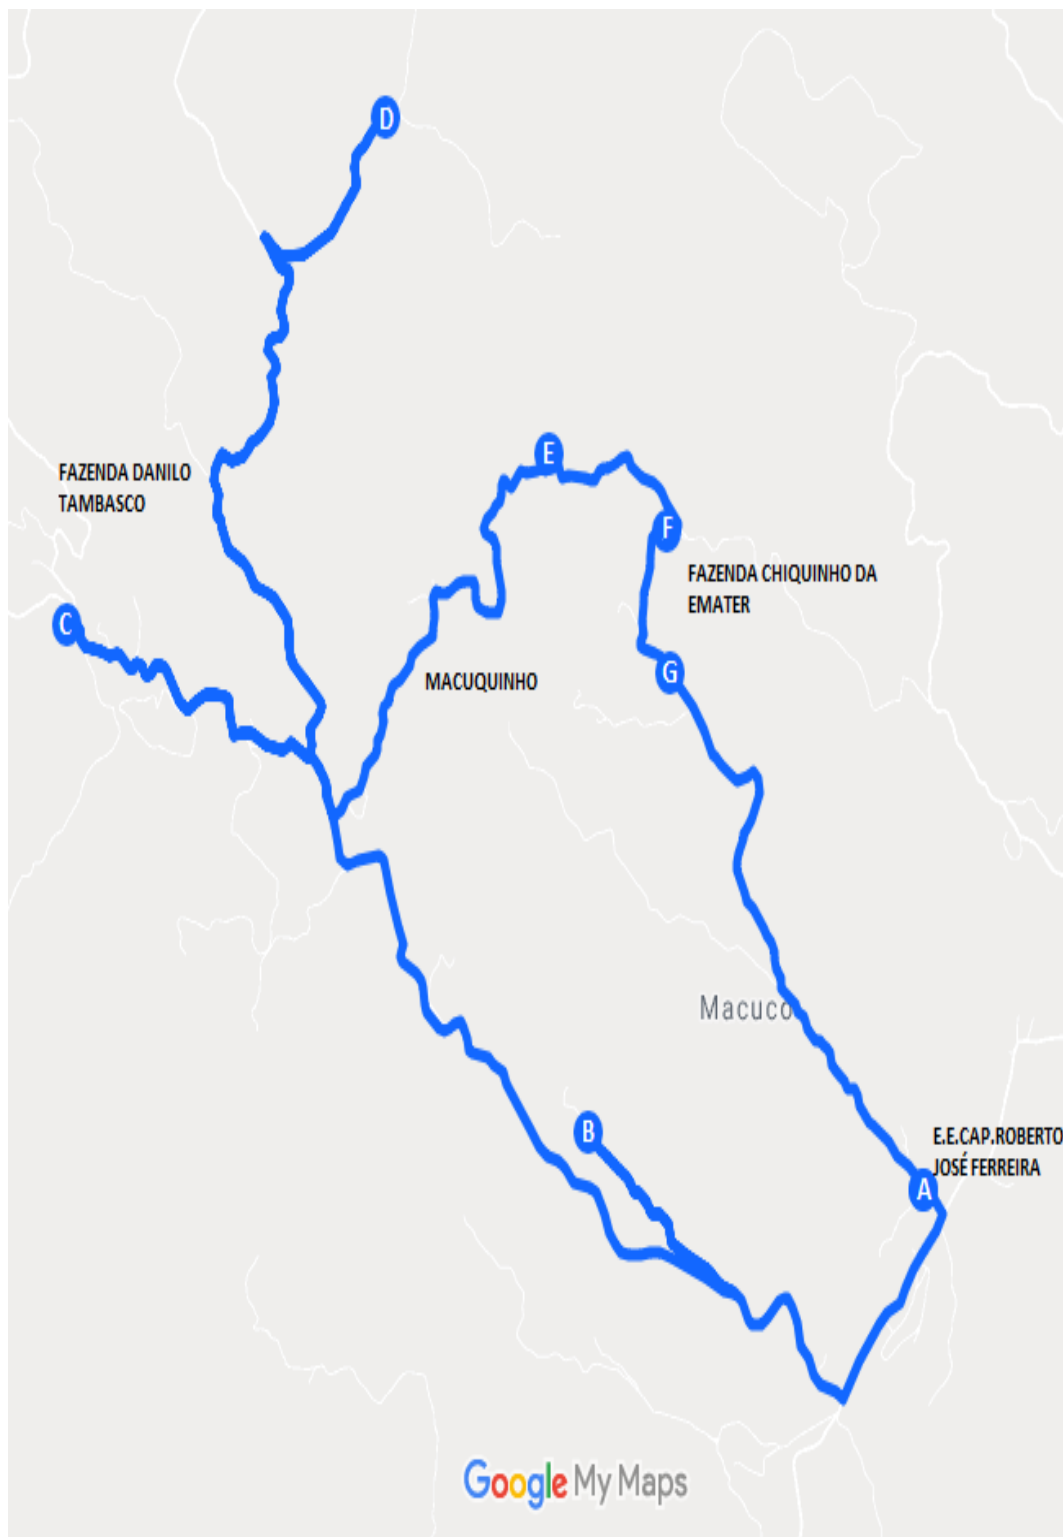 D
E
FAZENDA DANILO
TAMBASCO
F
FAZENDA CHIQUINHO DA
EMATER
C
G
MACUQUINHO
Macuco
B
E.E.CAP.ROBERTO
JOSÉ FERREIRA
A
Google My Maps